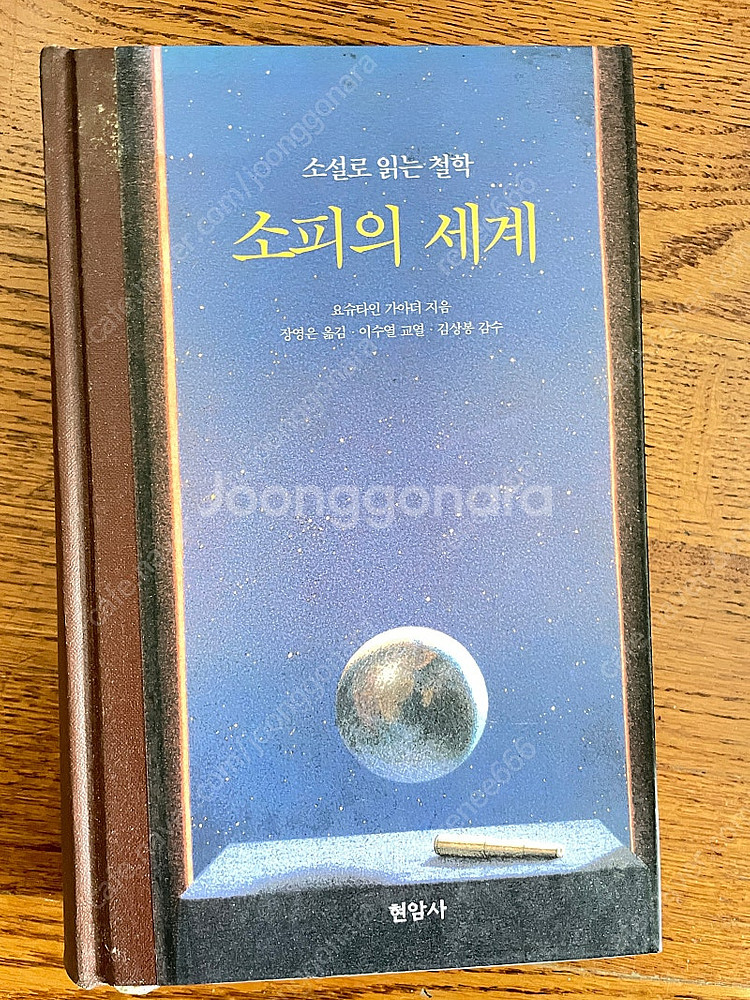 소설로 읽는 철학
소피의 세계
요슈타인 가아더 지음
장영은 옮김 · 이수열 교열 · 김상봉 감수
Joonggonara
현암사